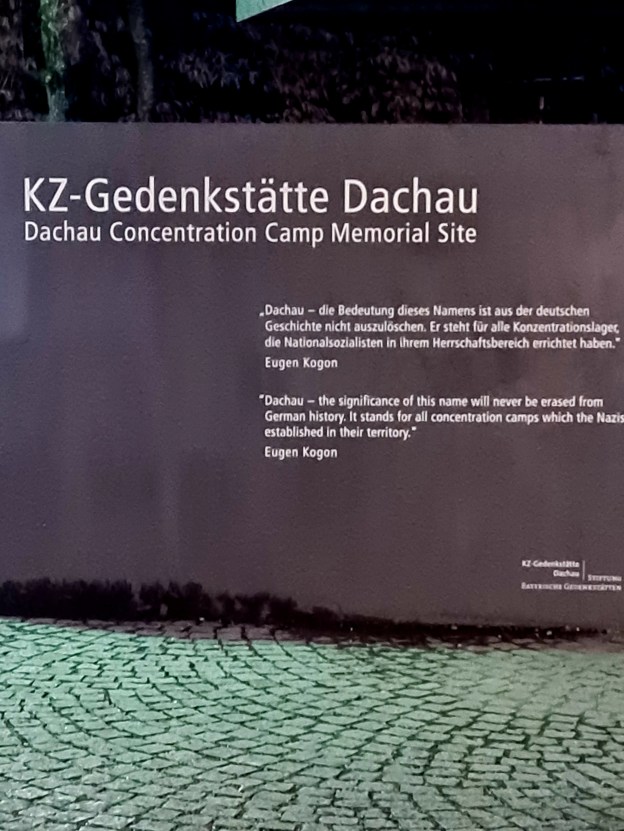 KZ-Gedenkstätte Dachau
Dachau Concentration Camp Memorial Site
„Dachau – die Bedeutung dieses Namens ist aus der deutschen
Geschichte nicht auszulöschen. Er steht für alle Konzentrationslager,
die Nationalsozialisten in ihrem Herrschaftsbereich errichtet haben."
Eugen Kogon
"Dachau – the significance of this name will never be erased from
German history. It stands for all concentration camps which the Nazis
established in their territory."
Eugen Kogon
KZ-Gedenkstätte
Dachau
STIFTUNG
BAYERISCHE GEDENKSTÄTTEN